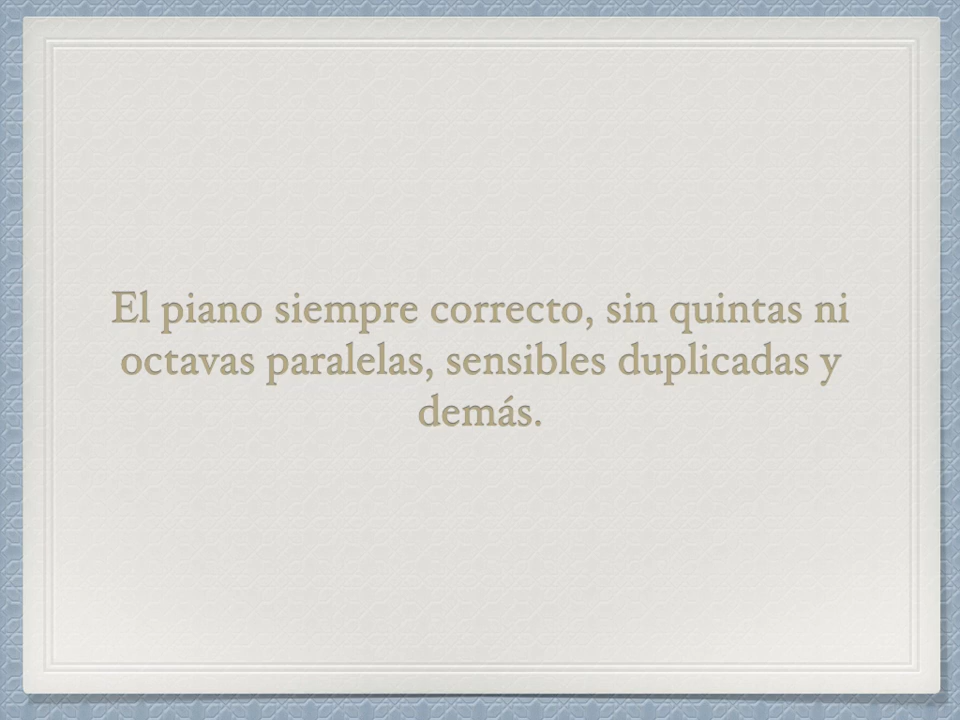 El piano siempre correcto, sin quintas ni
octavas paralelas, sensibles duplicadas y
demás.